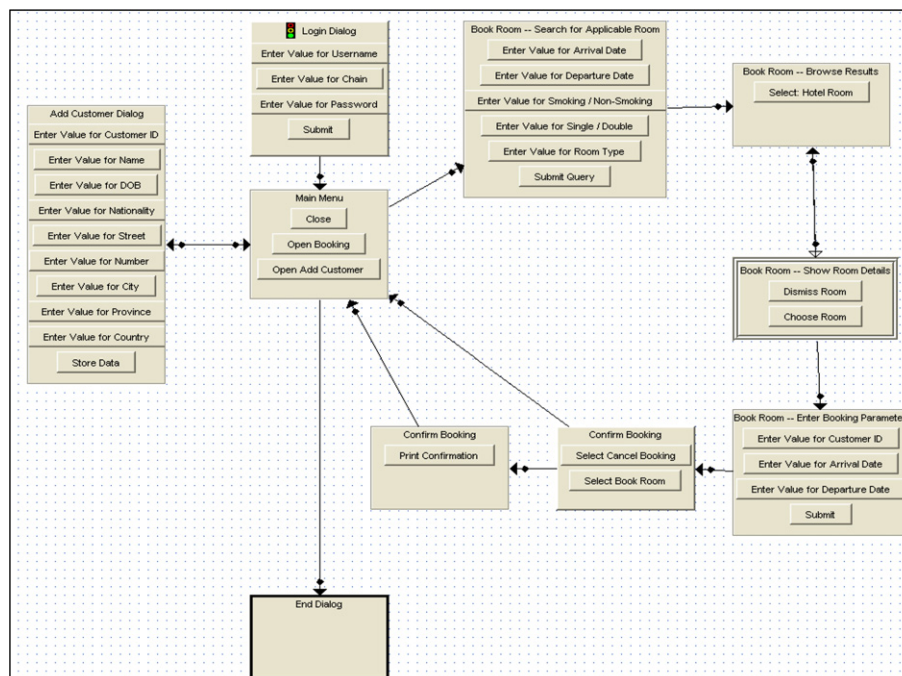 Login Dialog
Enter Value for Username
Enter Value for Chain
Enter Value for Password
Submit
Book Room -- Search for Applicable Room
Enter Value for Arrival Date
Enter Value for Departure Date
Enter Value for Smoking / Non-Smoking
Enter Value for Single / Double
Enter Value for Room Type
Submit Query
Book Room -- Browse Results
Select: Hotel Room
Add Customer Dialog
Enter Value for Customer ID
Enter Value for Name
Enter Value for DOB
Enter Value for Nationality
Enter Value for Street
Enter Value for Number
Enter Value for City
Enter Value for Province
Enter Value for Country
Store Data
Main Menu
Close
Open Booking
Open Add Customer
Book Room -- Show Room Details
Dismiss Room
Choose Room
Book Room -- Enter Booking Paramete
Enter Value for Customer ID
Enter Value for Arrival Date
Enter Value for Departure Date
Submit
Confirm Booking
Select Cancel Booking
Select Book Room
Confirm Booking
Print Confirmation
End Dialog